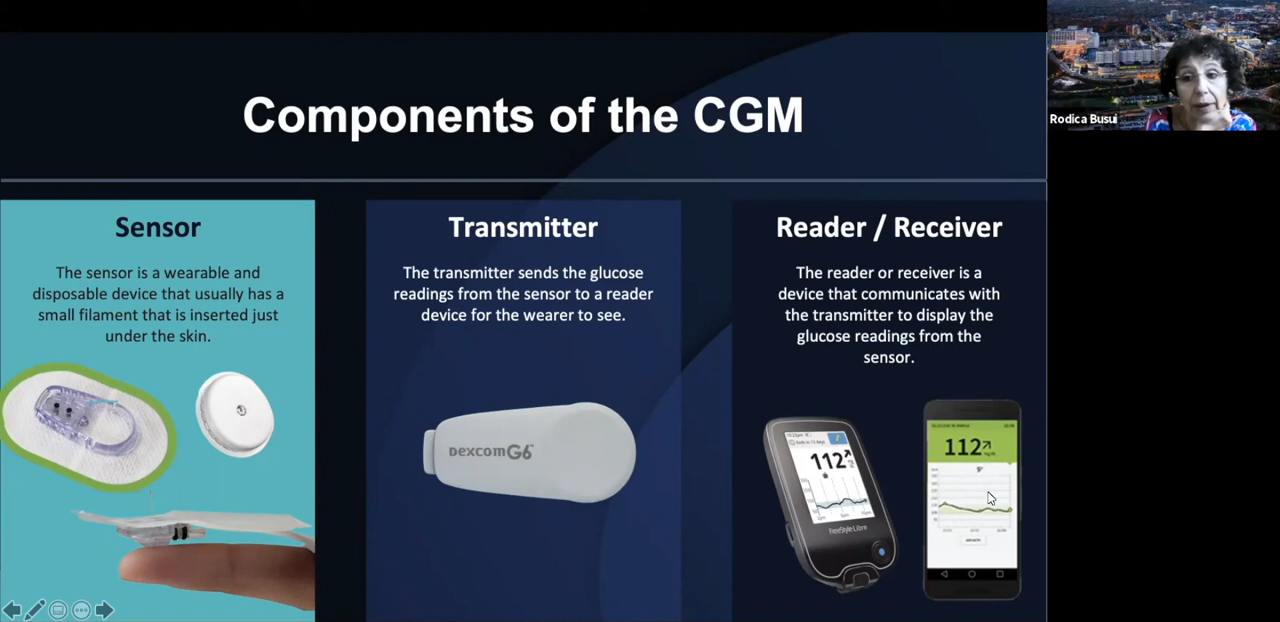 Components of the CGM
Rodica Busui
Sensor
The sensor is a wearable and
disposable device that usually has a
small filament that is inserted just
under the skin.
Transmitter
The transmitter sends the glucose
readings from the sensor to a reader
device for the wearer to see.
DEXCOM G6
Reader / Receiver
The reader or receiver is a
device that communicates with
the transmitter to display the
glucose readings from the
sensor.
112
FreeStyle Libre
112